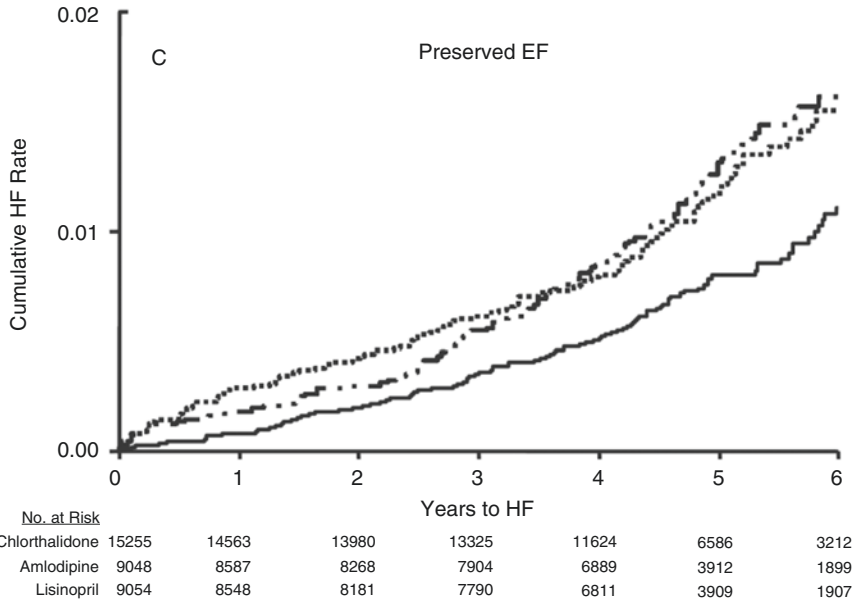 0.02
C
Preserved EF
Cumulative HF Rate
0.01
0.00
0 1 2 3 4 5 6
Years to HF
No. at Risk
Chlorthalidone 15255 14563 13980 13325 11624 6586 3212
Amlodipine 9048 8587 8268 7904 6889 3912 1899
Lisinopril 9054 8548 8181 7790 6811 3909 1907